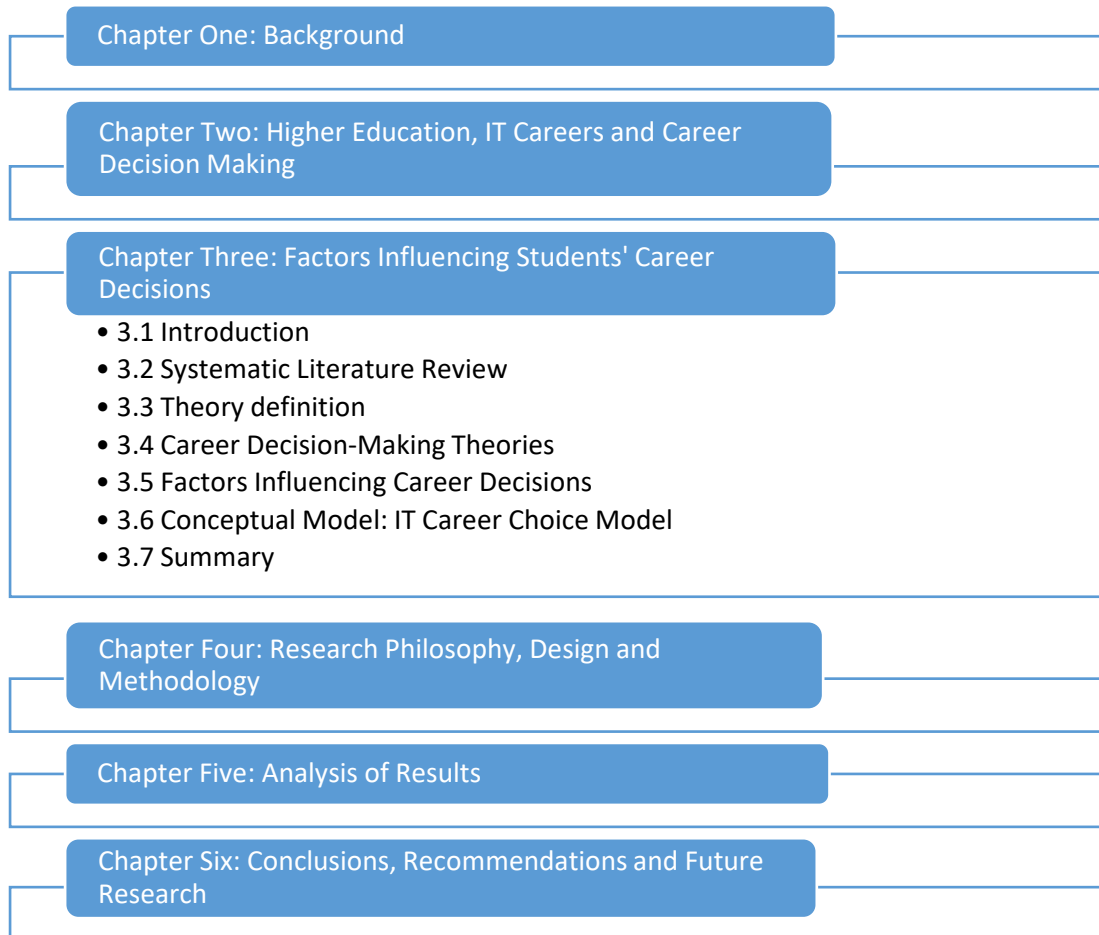 Chapter One: Background
Chapter Two: Higher Education, IT Careers and Career
Decision Making
Chapter Three: Factors Influencing Students' Career
Decisions
• 3.1 Introduction
• 3.2 Systematic Literature Review
• 3.3 Theory definition
• 3.4 Career Decision-Making Theories
• 3.5 Factors Influencing Career Decisions
• 3.6 Conceptual Model: IT Career Choice Model
• 3.7 Summary
Chapter Four: Research Philosophy, Design and
Methodology
Chapter Five: Analysis of Results
Chapter Six: Conclusions, Recommendations and Future
Research